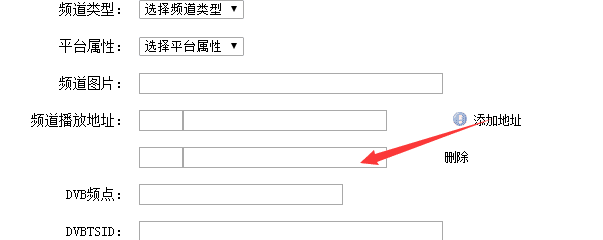 频道类型： 选择频道类型
平台属性： 选择平台属性
频道图片：
频道播放地址： 添加地址
删除
DVB频点：
DVBTSID：